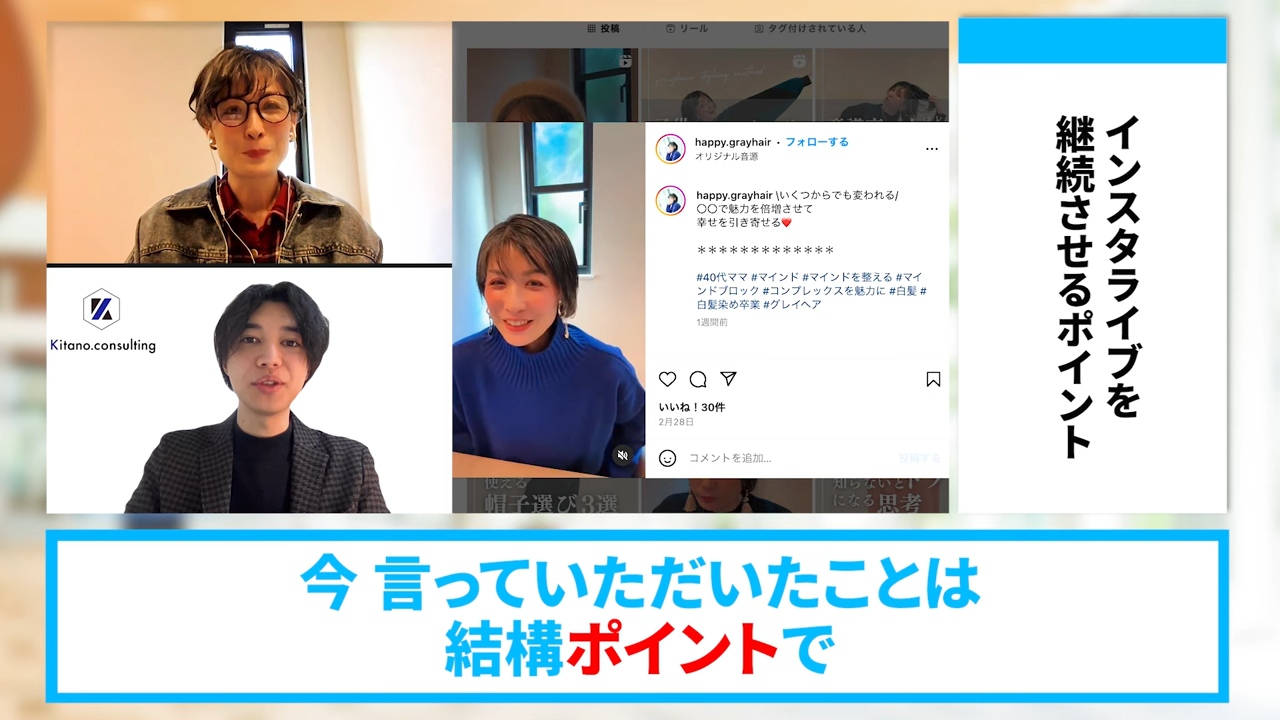 投稿
リール
タグ付けされている人
happy.grayhair・フォローする
オリジナル音源
happy.grayhair \いくつからでも変われる/
〇〇で魅力を倍増させて
幸せを引き寄せる❤️
＊＊＊＊＊＊＊＊＊＊＊＊＊
#40代ママ #マインド #マインドを整える #マイ
ンドブロック #コンプレックスを魅力に #白髪 #
白髪染め卒業 #グレイヘア
1週間前
いいね！30件
2月28日
コメントを追加...
投稿する
使える
帽子選び3選
になる思考
Kitano.consulting
インスタライブを
継続させるポイント
今 言っていただいたことは
結構ポイントで